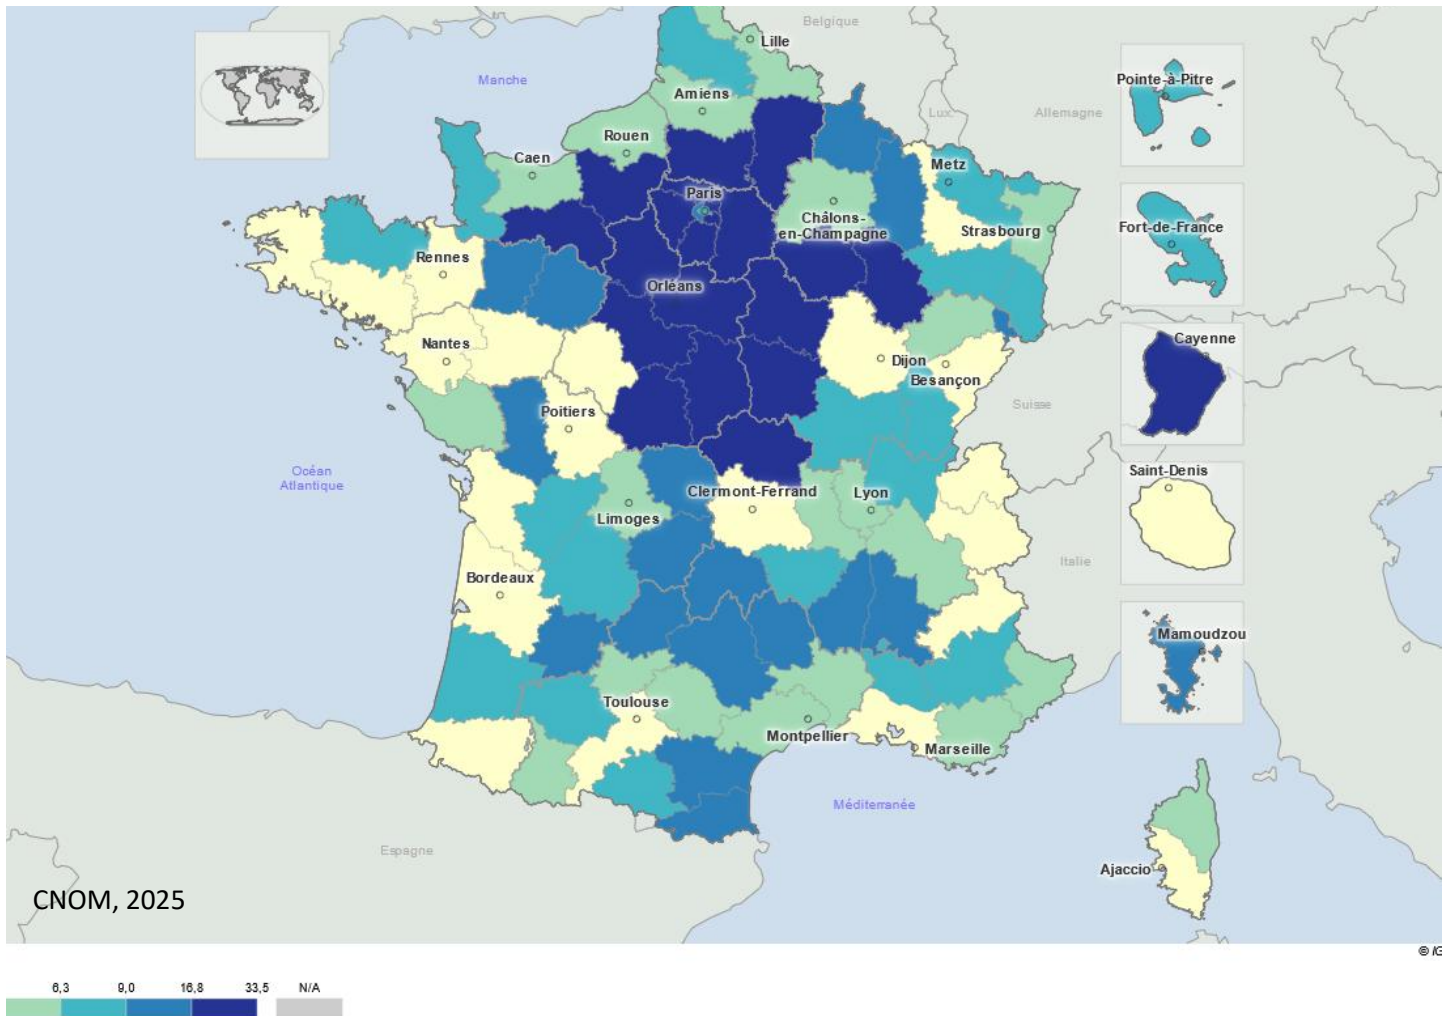 Belgique
Lille
Manche
Amiens
Pointe-à-Pitre
Lux.
Allemagne
Rouen
Caen
Metz
Paris
Châlons-
en-Champagne
Strasbourg
Fort-de-France
Rennes
Orléans
Cayenne
Nantes
Dijon
Besançon
Suisse
Poitiers
Océan
Atlantique
Saint-Denis
Clermont-Ferrand
Lyon
Limoges
Italie
Bordeaux
Mamoudzou
Toulouse
Montpellier
Marseille
Méditerranée
Espagne
Ajaccio
CNOM, 2025
6,3 9,0 16,8 33,5 N/A